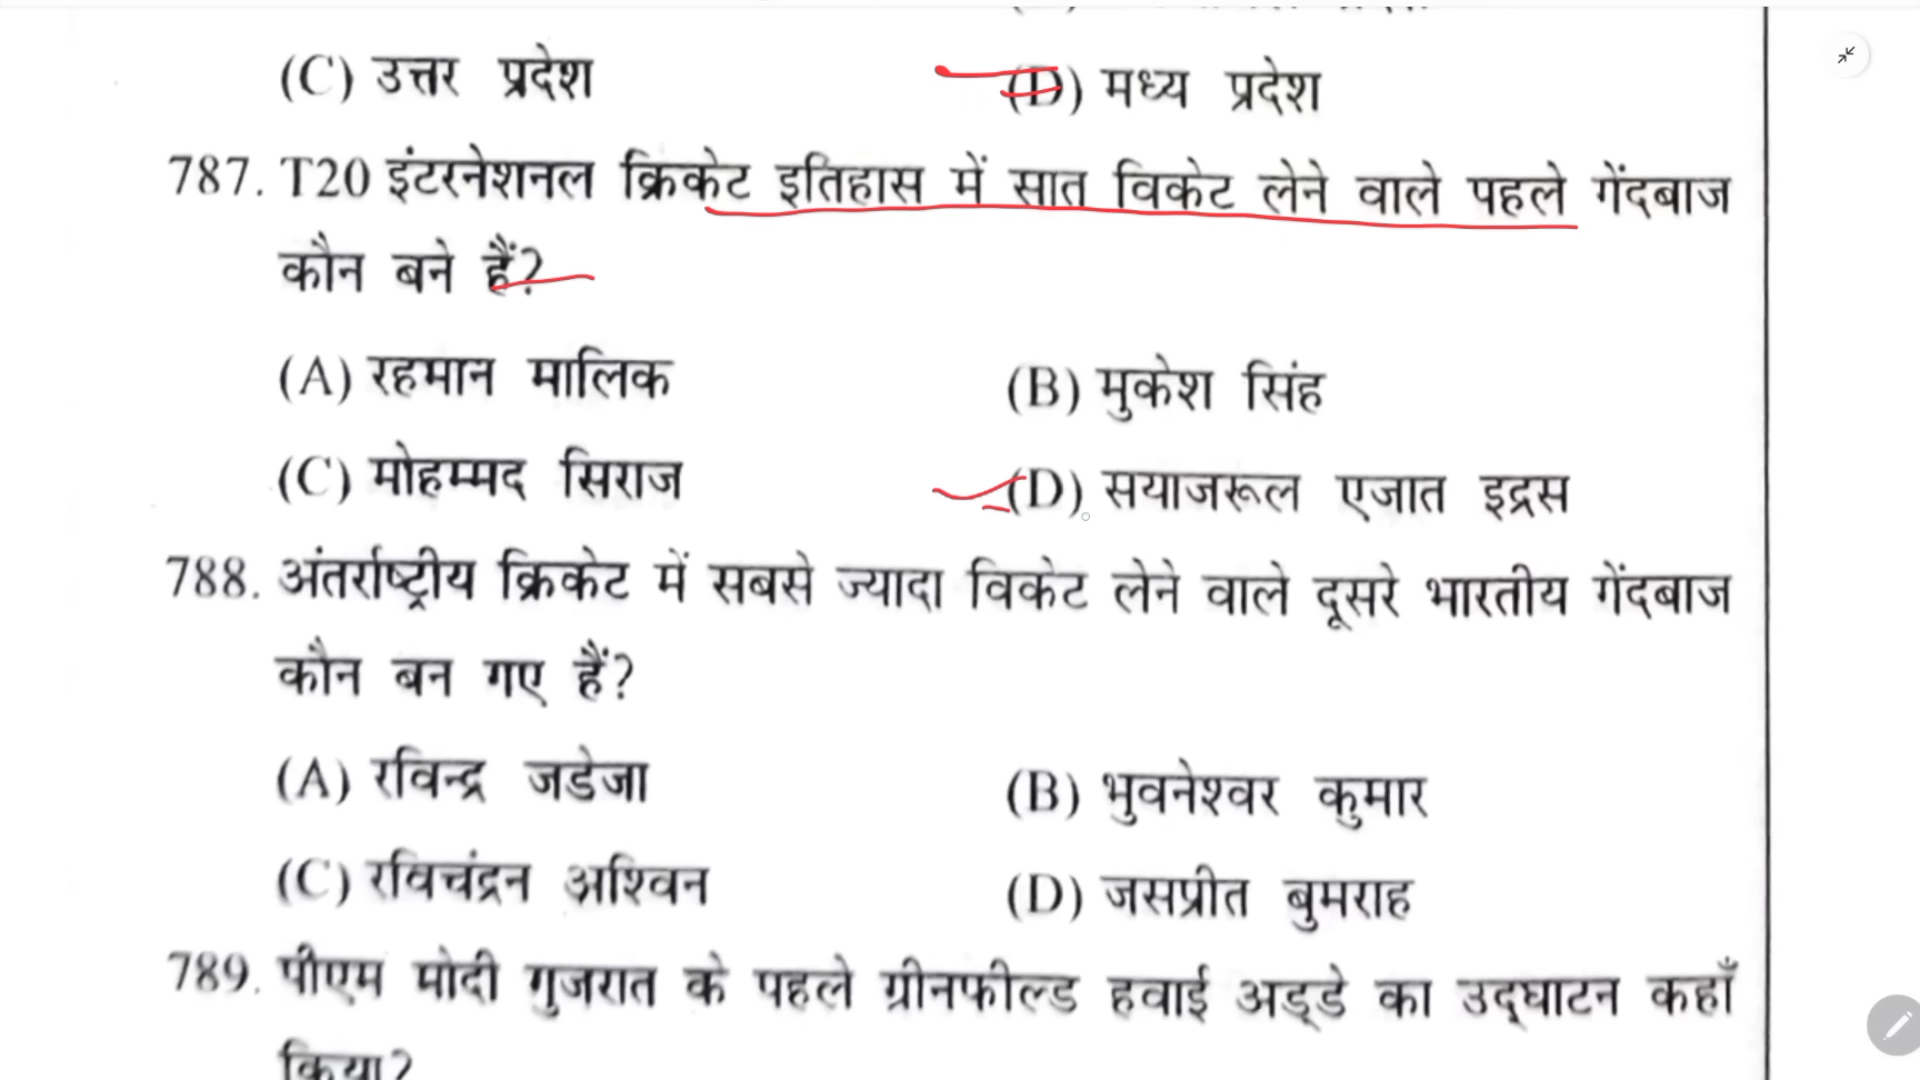 (C) उत्तर प्रदेश (D) मध्य प्रदेश
787. T20 इंटरनेशनल क्रिकेट इतिहास में सात विकेट लेने वाले पहले गेंदबाज
कौन बने हैं?
(A) रहमान मालिक (B) मुकेश सिंह
(C) मोहम्मद सिराज (D) सयाजरूल एजात इद्रस
788. अंतर्राष्ट्रीय क्रिकेट में सबसे ज्यादा विकेट लेने वाले दूसरे भारतीय गेंदबाज
कौन बन गए हैं?
(A) रविन्द्र जडेजा (B) भुवनेश्वर कुमार
(C) रविचंद्रन अश्विन (D) जसप्रीत बुमराह
789. पीएम मोदी गुजरात के पहले ग्रीनफील्ड हवाई अड्डे का उद्घाटन कहाँ
किया?